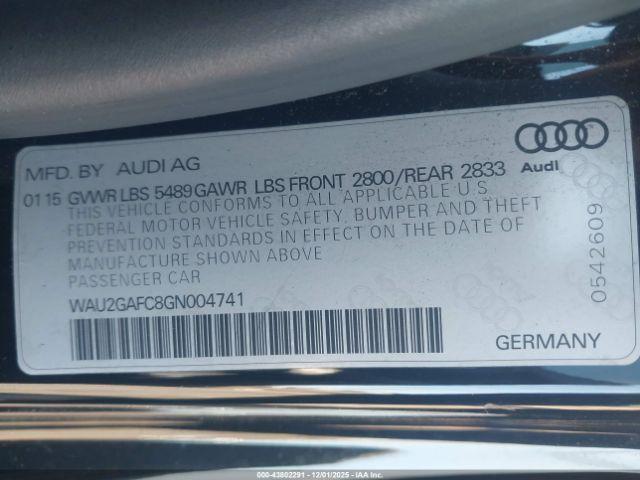 MFD. BY AUDI AG
Audi
01 15 GVWR LBS 5489 GAWR LBS FRONT 2800/REAR 2833
THIS VEHICLE CONFORMS TO ALL APPLICABLE U.S.
FEDERAL MOTOR VEHICLE SAFETY, BUMPER AND THEFT
PREVENTION STANDARDS IN EFFECT ON THE DATE OF
MANUFACTURE SHOWN ABOVE
PASSENGER CAR
WAU2GAFC8GN004741
0542609
GERMANY
000-43802291 - 12/01/2025 - IAA Inc.